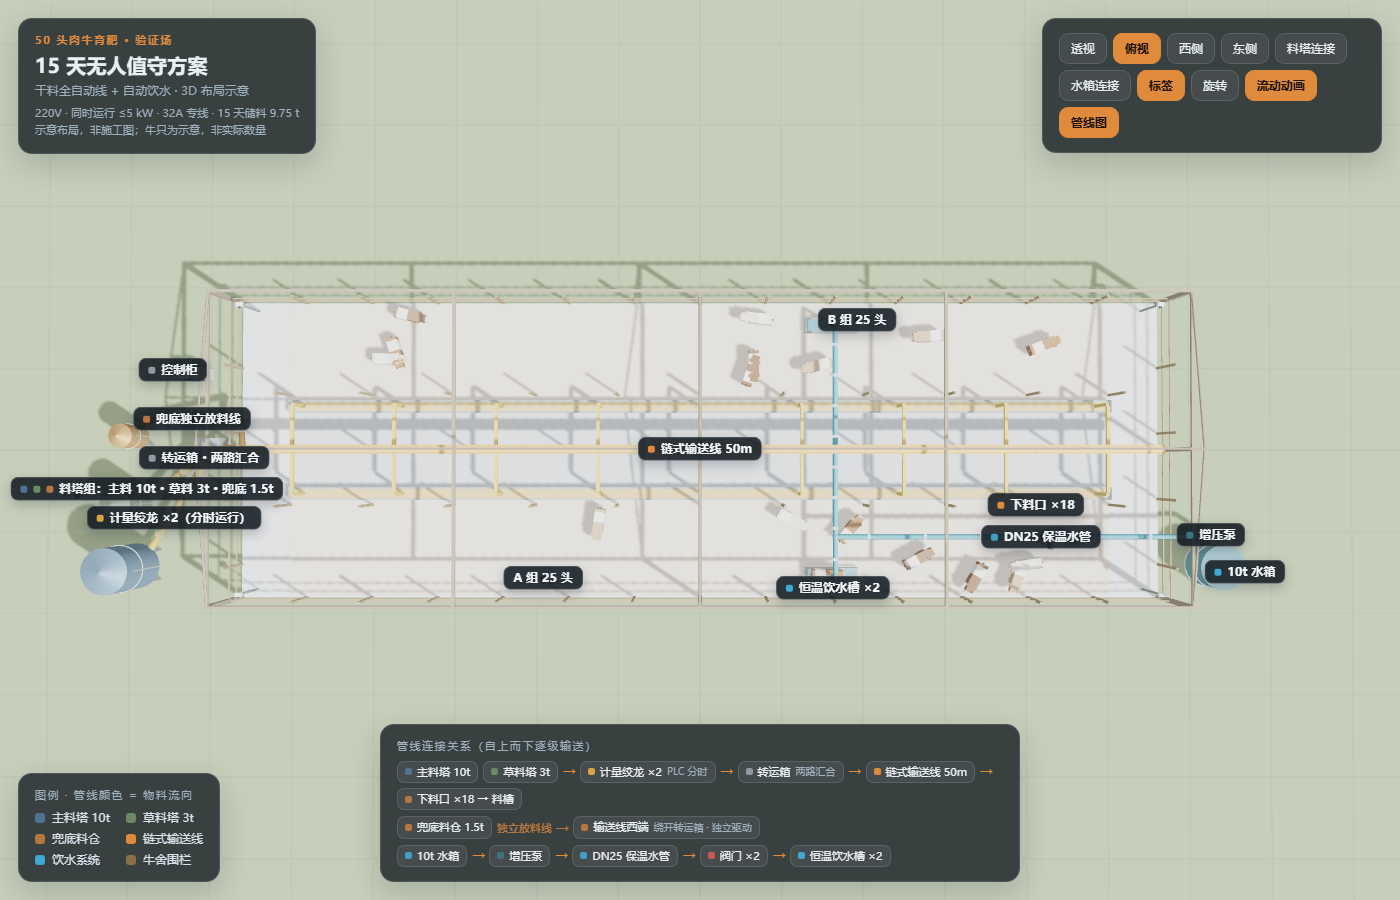 50 头肉牛育肥 • 验证场
15 天无人值守方案
干料全自动线 + 自动饮水 · 3D 布局示意
220V · 同时运行 ≤5 kW · 32A 专线 · 15 天储料 9.75 t
示意布局，非施工图；牛只为示意，非实际数量
透视 俯视 西侧 东侧 料塔连接
水箱连接 标签 旋转 流动动画
管线图
B 组 25 头
控制柜
兜底独立放料线
链式输送线 50m
转运箱 • 两路汇合
料塔组：主料 10t • 草料 3t • 兜底 1.5t
下料口 ×18
计量绞龙 ×2（分时运行）
DN25 保温水管
增压泵
10t 水箱
A 组 25 头
恒温饮水槽 ×2
管线连接关系（自上而下逐级输送）
主料塔 10t 草料塔 3t → 计量绞龙 ×2 PLC 分时 → 转运箱 两路汇合 → 链式输送线 50m →
下料口 ×18 → 料槽
兜底料仓 1.5t 独立放料线 → 输送线西端 绕开转运箱 · 独立驱动
10t 水箱 → 增压泵 → DN25 保温水管 → 阀门 ×2 → 恒温饮水槽 ×2
图例 · 管线颜色 = 物料流向
主料塔 10t 草料塔 3t
兜底料仓 链式输送线
饮水系统 牛舍围栏